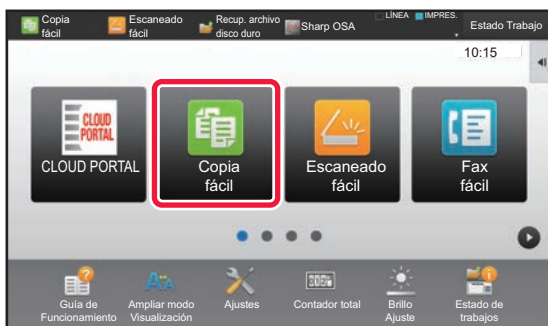 Copia
fácil
Escaneado
fácil
Recup. archivo
disco duro
Sharp OSA
LÍNEA
IMPRES.
Estado Trabajo
10:15
CLOUD
PORTAL
CLOUD PORTAL
Copia
fácil
Escaneado
fácil
Fax
fácil
Guía de
Funcionamiento
Ampliar modo
Visualización
Ajustes
Contador total
Brillo
Ajuste
Estado de
trabajos